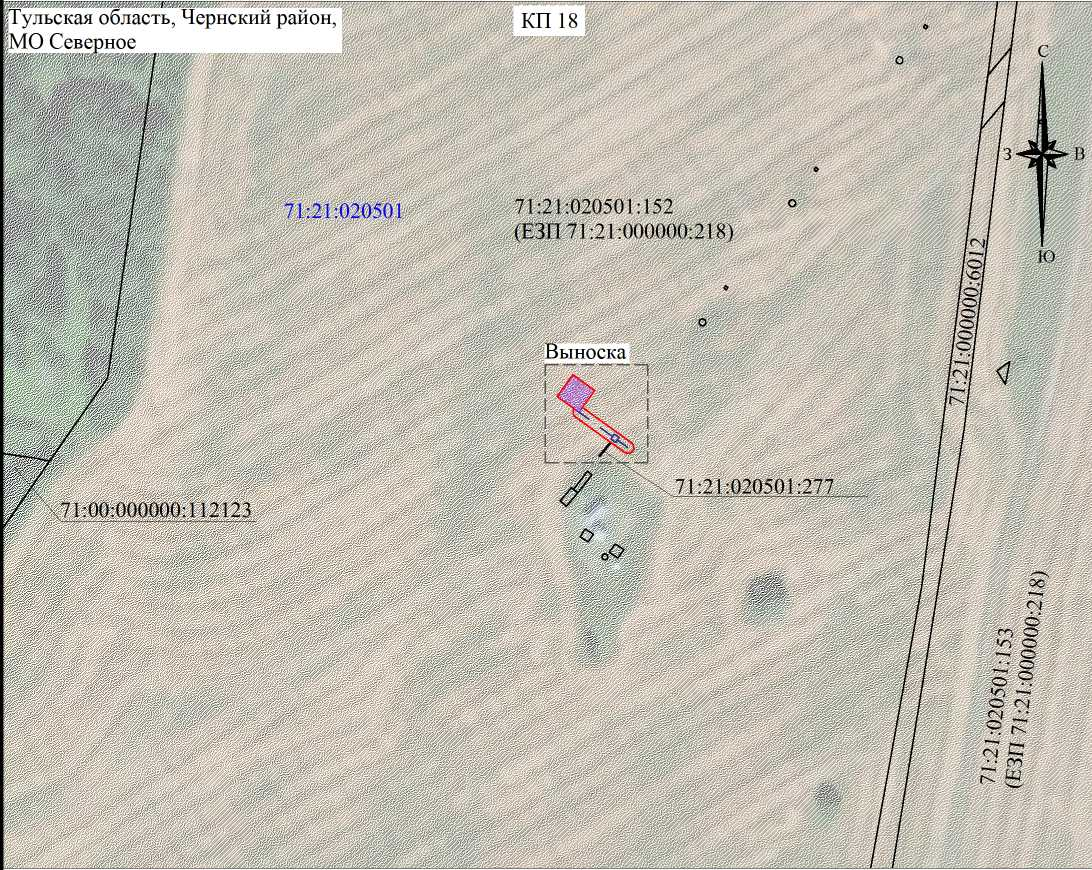 Тульская область, Чернский район,
МО Северное
КП 18
С
З
В
Ю
71:21:020501
71:21:020501:152
(ЕЗП 71:21:000000:218)
71:21:000000:6012
Выноска
71:21:020501:277
71:00:000000:112123
71:21:020501:153
(ЕЗП 71:21:000000:218)